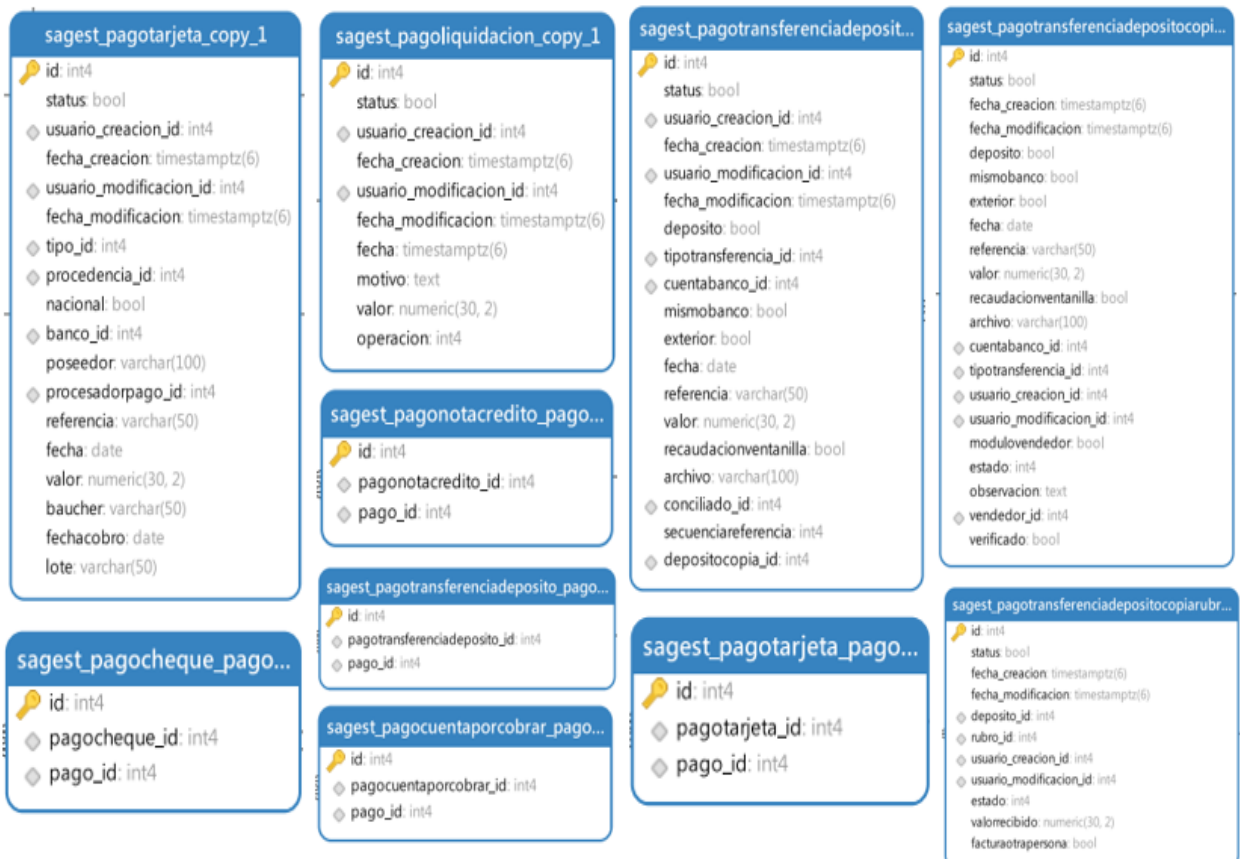 sagest_pagotarjeta_copy_1
id: int4
status: bool
usuario_creacion_id: int4
fecha_creacion: timestamptz(6)
usuario_modificacion_id: int4
fecha_modificacion: timestamptz(6)
tipo_id: int4
procedencia_id: int4
nacional: bool
banco_id: int4
poseedor: varchar(100)
procesadorpago_id: int4
referencia: varchar(50)
fecha: date
valor: numeric(30, 2)
baucher: varchar(50)
fechacobro: date
lote: varchar(50)
sagest_pagocheque_pago...
id: int4
pagocheque_id: int4
pago_id: int4
sagest_pagoliquidacion_copy_1
id: int4
status: bool
usuario_creacion_id: int4
fecha_creacion: timestamptz(6)
usuario_modificacion_id: int4
fecha_modificacion: timestamptz(6)
fecha: timestamptz(6)
motivo: text
valor: numeric(30, 2)
operacion: int4
sagest_pagonotacredito_pago...
id: int4
pagonotacredito_id: int4
pago_id: int4
sagest_pagotransferenciadeposito_pago...
id: int4
pagotransferenciadeposito_id: int4
pago_id: int4
sagest_pagocuentaporcobrar_pago...
id: int4
pagocuentaporcobrar_id: int4
pago_id: int4
sagest_pagotransferenciadeposit...
id: int4
status: bool
usuario_creacion_id: int4
fecha_creacion: timestamptz(6)
usuario_modificacion_id: int4
fecha_modificacion: timestamptz(6)
deposito: bool
tipotransferencia_id: int4
cuentabanco_id: int4
mismobanco: bool
exterior: bool
fecha: date
referencia: varchar(50)
valor: numeric(30, 2)
recaudacionventanilla: bool
archivo: varchar(100)
conciliado_id: int4
secuenciareferencia: int4
depositocopia_id: int4
sagest_pagotarjeta_pago...
id: int4
pagotarjeta_id: int4
pago_id: int4
sagest_pagotransferenciadepositocopi...
id: int4
status: bool
fecha_creacion: timestamptz(6)
fecha_modificacion: timestamptz(6)
deposito: bool
mismobanco: bool
exterior: bool
fecha: date
referencia: varchar(50)
valor: numeric(30, 2)
recaudacionventanilla: bool
archivo: varchar(100)
cuentabanco_id: int4
tipotransferencia_id: int4
usuario_creacion_id: int4
usuario_modificacion_id: int4
modulovendedor: bool
estado: int4
observacion: text
vendedor_id: int4
verificado: bool
sagest_pagotransferenciadepositocopiarubr...
id: int4
status: bool
fecha_creacion: timestamptz(6)
fecha_modificacion: timestamptz(6)
deposito_id: int4
rubro_id: int4
usuario_creacion_id: int4
usuario_modificacion_id: int4
estado: int4
valorrecibido: numeric(30, 2)
facturaotrapersona: bool